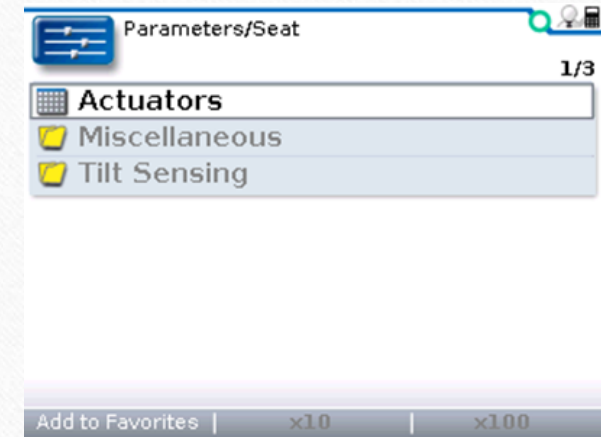 Parameters/Seat
1/3
Actuators
Miscellaneous
Tilt Sensing
Add to Favorites | x10 | x100